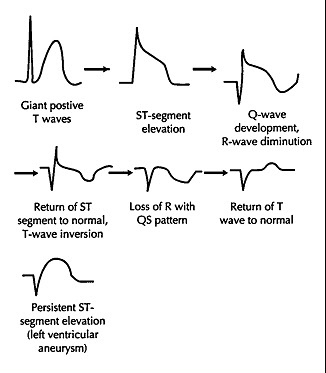 Giant postive
T waves
ST-segment
elevation
Q-wave
development,
R-wave diminution
Return of ST
segment to normal,
T-wave inversion
Loss of R with
QS pattern
Return of T
wave to normal
Persistent ST-
segment elevation
(left ventricular
aneurysm)